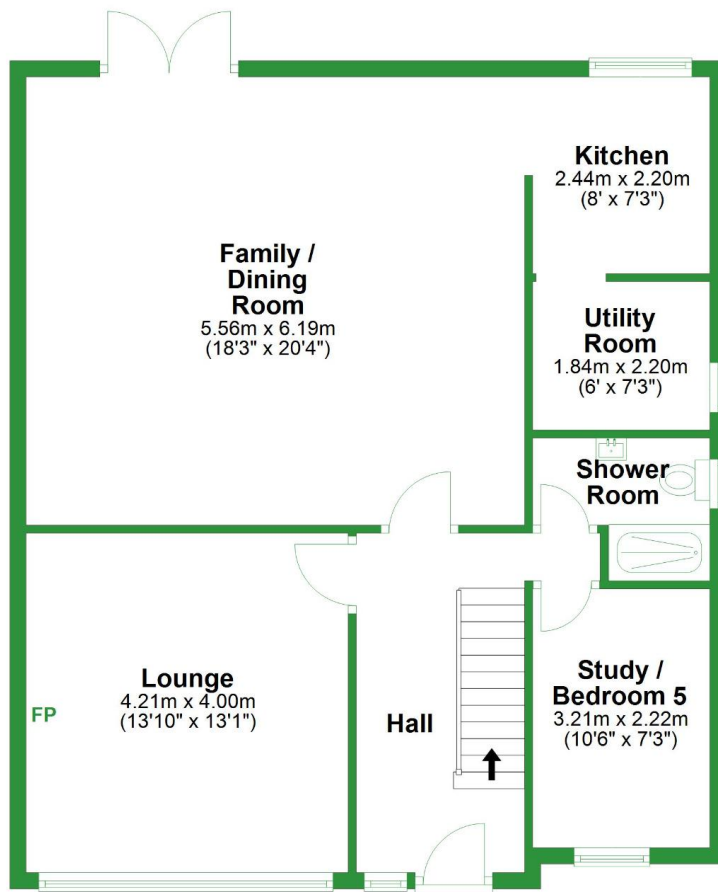 Kitchen
2.44m x 2.20m
(8' x 7'3")
Family /
Dining
Room
5.56m x 6.19m
(18'3" x 20'4")
Utility
Room
1.84m x 2.20m
(6' x 7'3")
Shower
Room
Lounge
4.21m x 4.00m
(13'10" x 13'1")
FP
Hall
Study /
Bedroom 5
3.21m x 2.22m
(10'6" x 7'3")